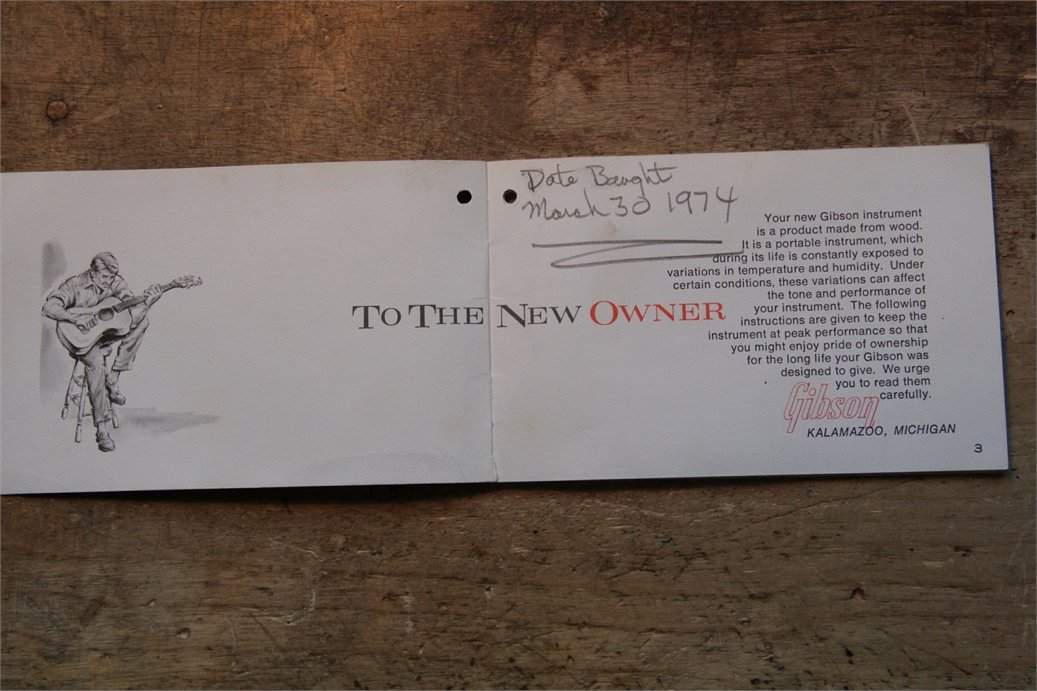 Date Bought
March 30 1974
TO THE NEW OWNER
Your new Gibson instrument
is a product made from wood.
It is a portable instrument, which
during its life is constantly exposed to
variations in temperature and humidity. Under
certain conditions, these variations can affect
the tone and performance of
your instrument. The following
instructions are given to keep the
instrument at peak performance so that
you might enjoy pride of ownership
for the long life your Gibson was
designed to give. We urge
you to read them
carefully.
Gibson
KALAMAZOO, MICHIGAN
3